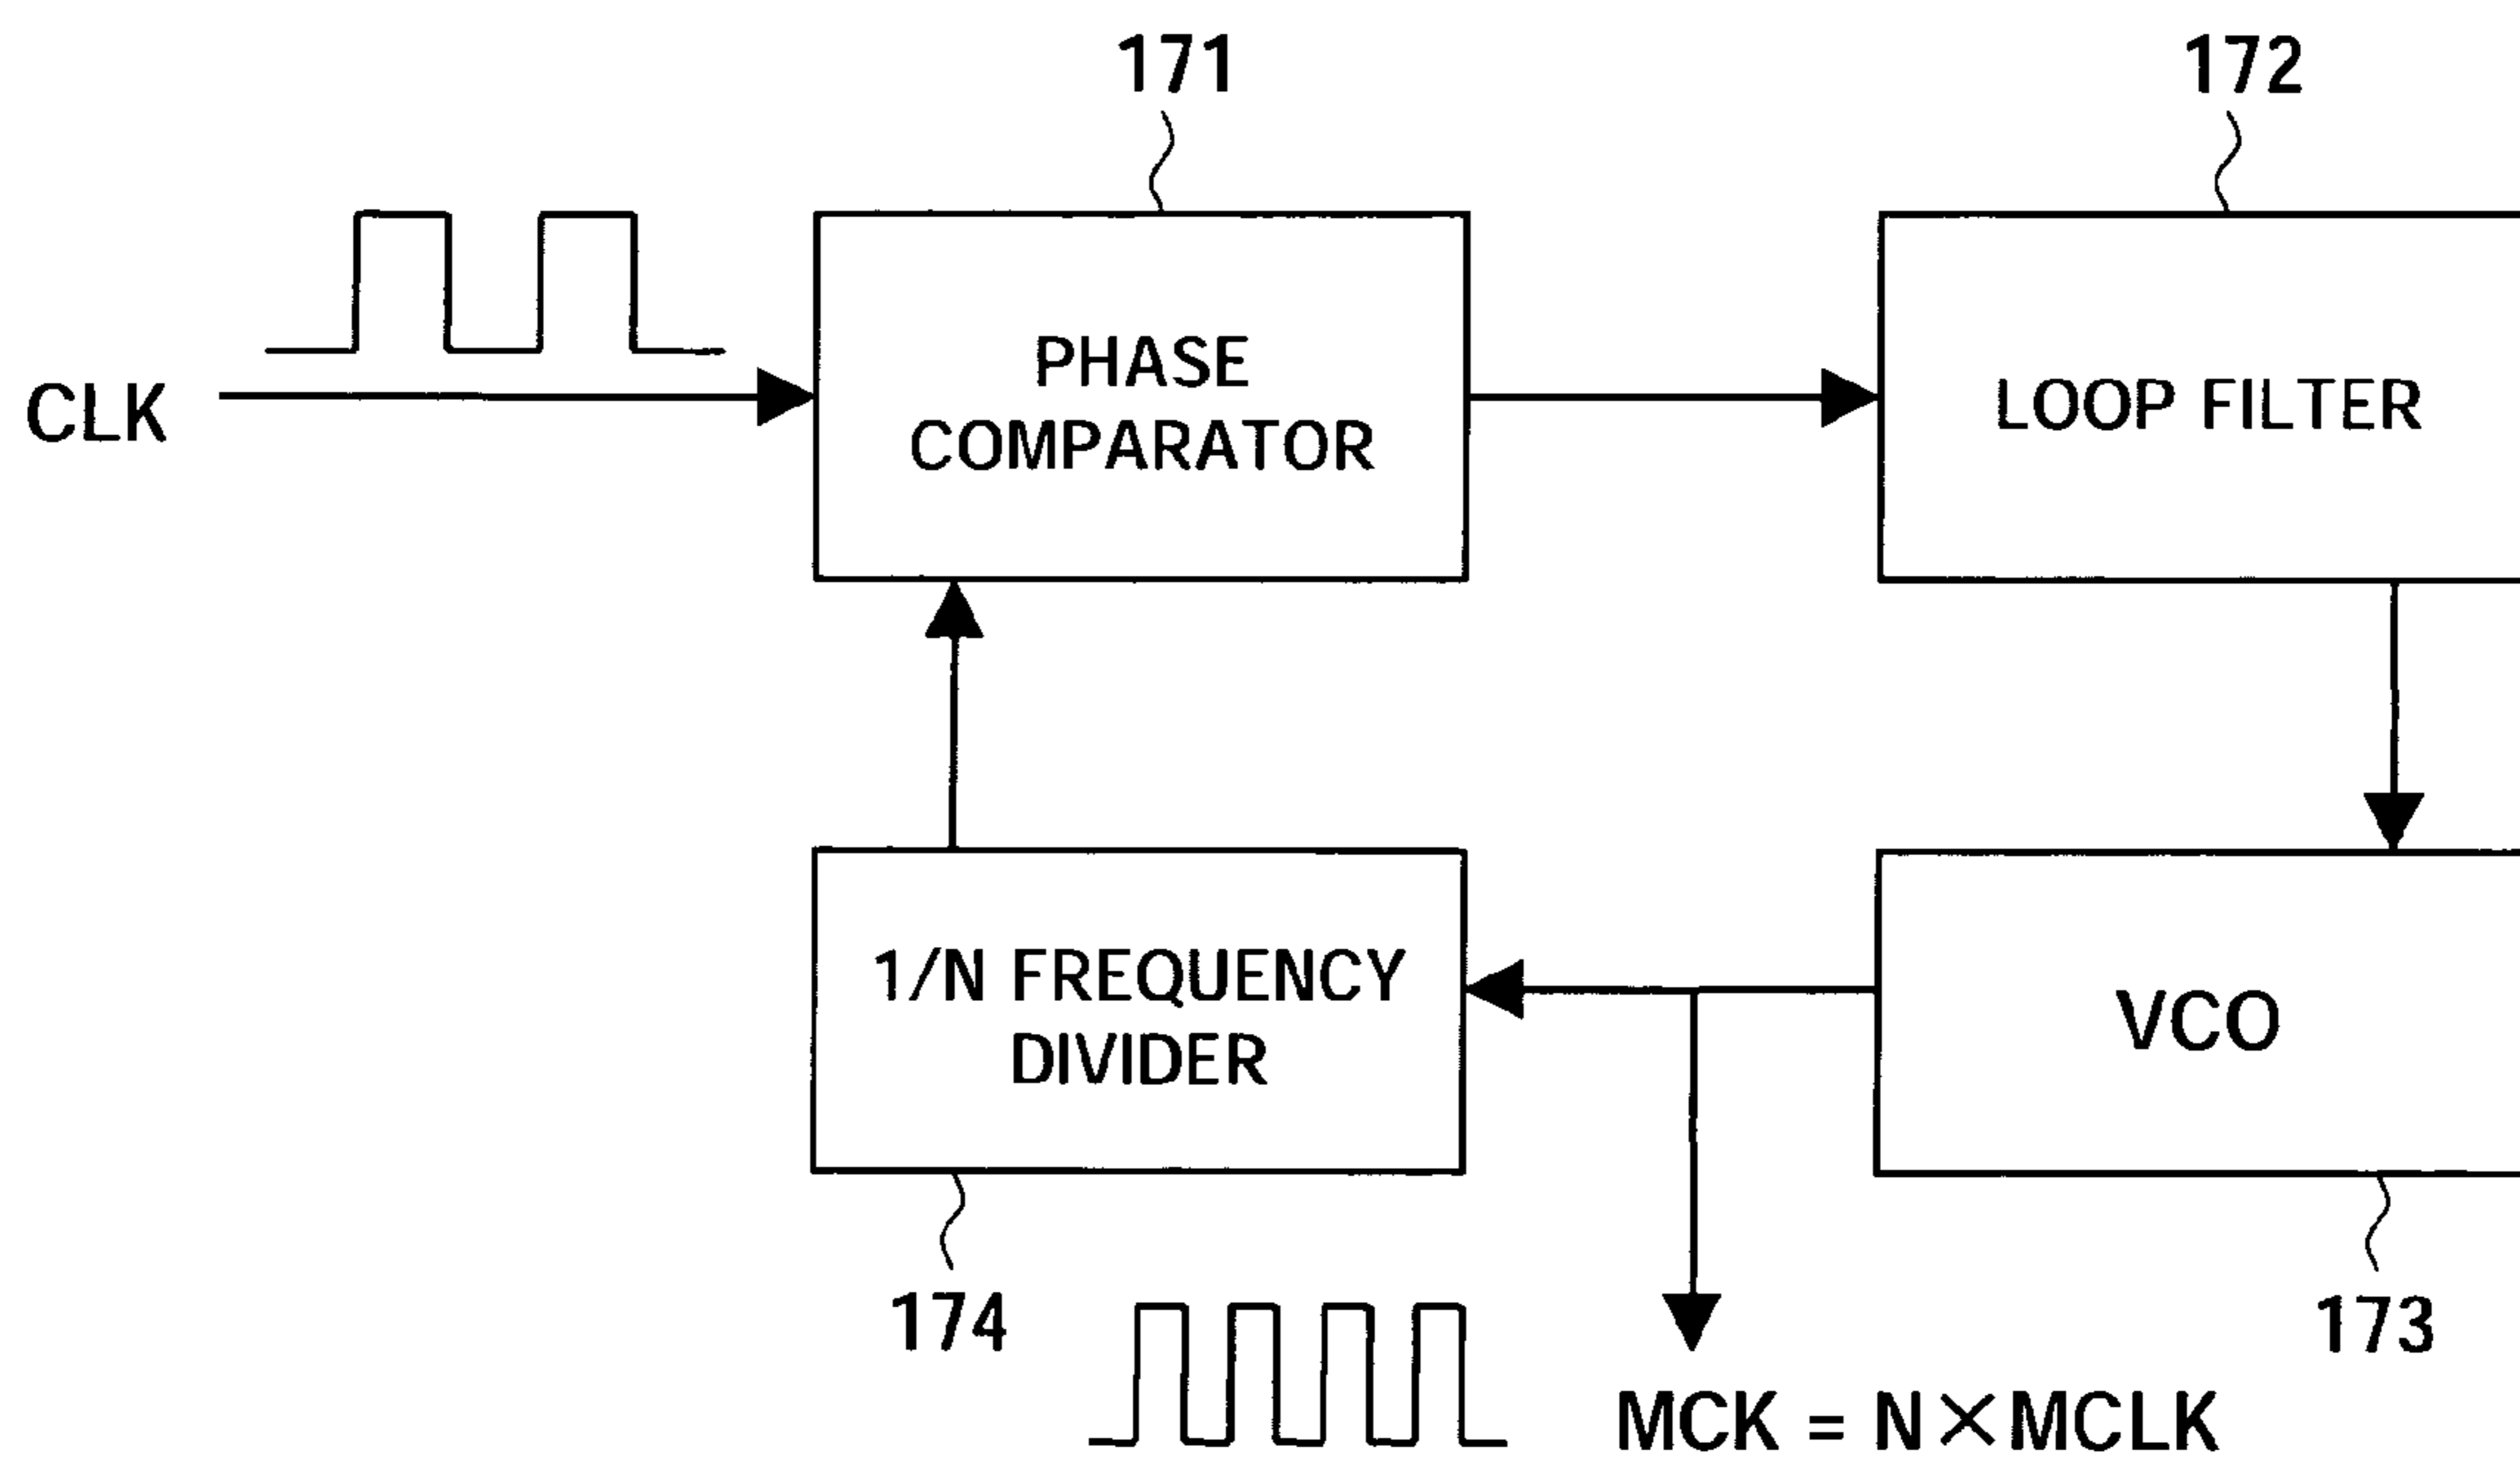 171
172
CLK
PHASE
COMPARATOR
LOOP FILTER
1/N FREQUENCY
DIVIDER
VCO
174
173
MCK = N×MCLK